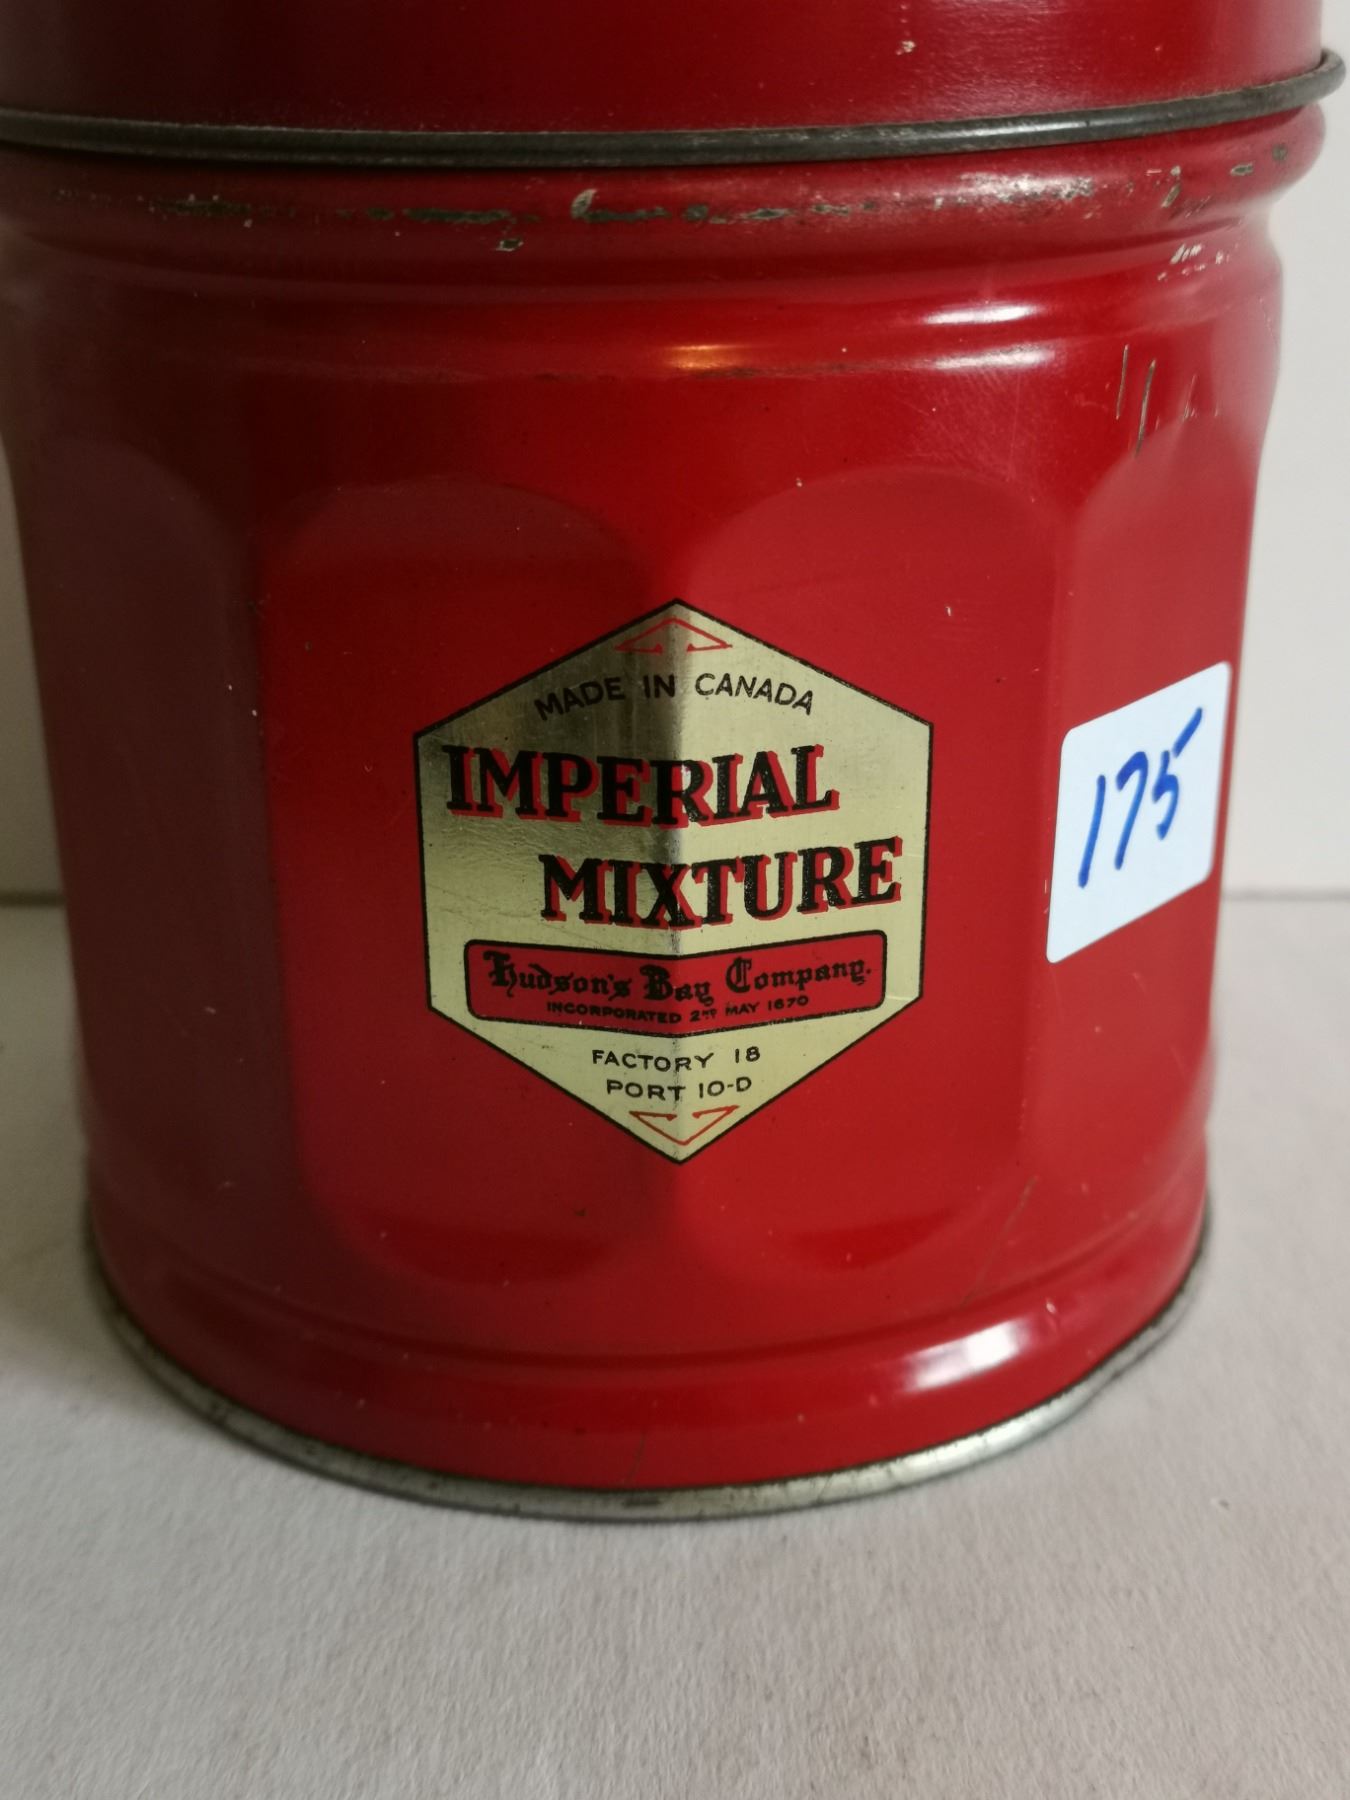 MADE IN CANADA
IMPERIAL
MIXTURE
Hudson's Bay Company.
INCORPORATED 2ND MAY 1670
FACTORY 18
PORT 10-D
175